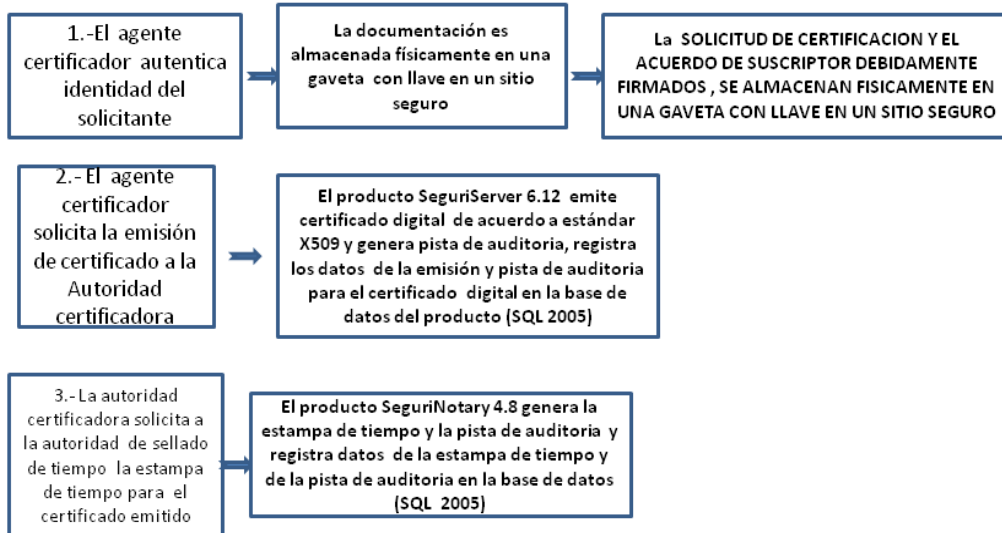 1.-El agente
certificador autentica
identidad del
solicitante
La documentación es
almacenada físicamente en una
gaveta con llave en un sitio
seguro
La SOLICITUD DE CERTIFICACION Y EL
ACUERDO DE SUSCRIPTOR DEBIDAMENTE
FIRMADOS , SE ALMACENAN FISICAMENTE EN
UNA GAVETA CON LLAVE EN UN SITIO SEGURO
2.- El agente
certificador
solicita la emisión
de certificado a la
Autoridad
certificadora
El producto SeguriServer 6.12 emite
certificado digital de acuerdo a estándar
X509 y genera pista de auditoria, registra
los datos de la emisión y pista de auditoria
para el certificado digital en la base de
datos del producto (SQL 2005)
3.- La autoridad
certificadora solicita a
la autoridad de sellado
de tiempo la estampa
de tiempo para el
certificado emitido
El producto SeguriNotary 4.8 genera la
estampa de tiempo y la pista de auditoria y
registra datos de la estampa de tiempo y
de la pista de auditoria en la base de datos
(SQL 2005)